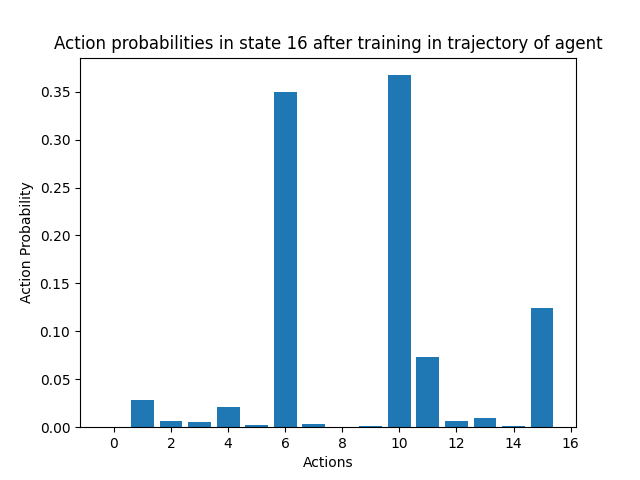 Action probabilities in state 16 after training in trajectory of agent
0.35
0.30
0.25
0.20
0.15
0.10
0.05
0.00
Action Probability
0 2 4 6 8 10 12 14 16
Actions